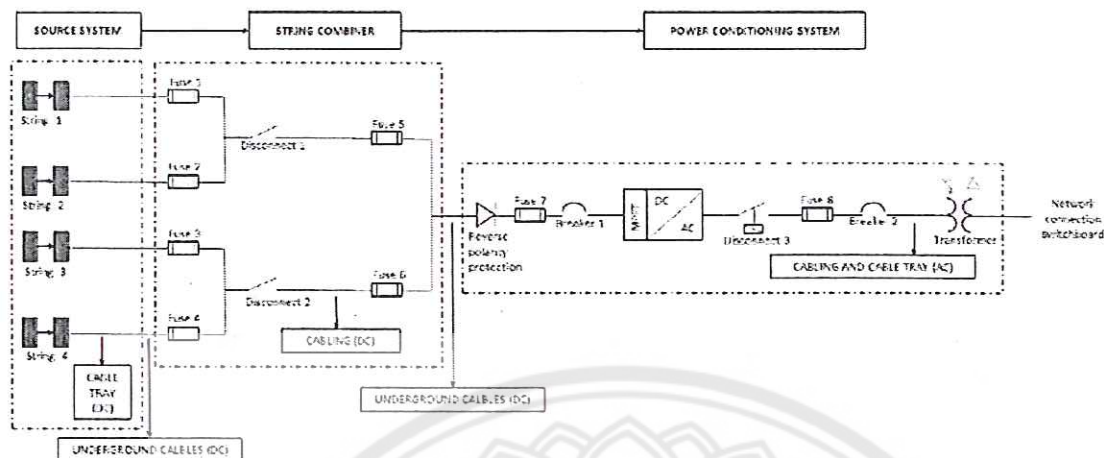 SOURCE SYSTEM
STRING COMBINER
POWER CONDITIONING SYSTEM
String 1
Fuse 1
Disconnect 1
Fuse 5
String 2
Fuse 2
String 3
Fuse 3
Disconnect 2
Fuse 6
String 4
Fuse 4
CABLE
TRAY
(DC)
CABLING (DC)
UNDERGROUND CALBLES (DC)
UNDERGROUND CALBLES (DC)
Reverse
polarity
protection
Fuse 7
Breaker 1
MPPT
DC
AC
Disconnect 3
Fuse 8
Breaker 2
Transformer
CABLING AND CABLE TRAY (AC)
Network
connection
switchboard